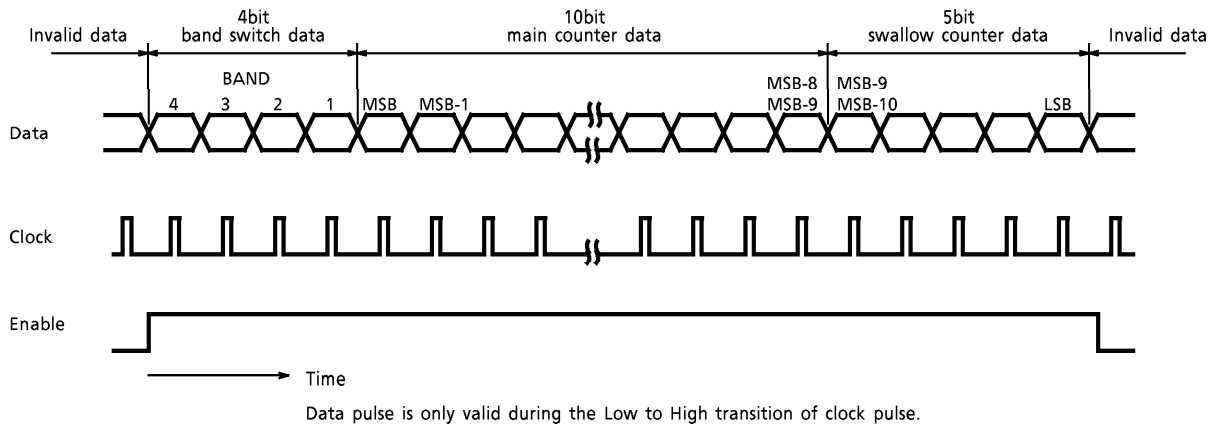 4bit
10bit
5bit
Invalid data
band switch data
main counter data
swallow counter data
Invalid data
BAND
MSB-8
MSB-9
4
3
2
1
MSB
MSB-1
MSB-9
MSB-10
LSB
Data
Clock
Enable
Time
Data pulse is only valid during the Low to High transition of clock pulse.